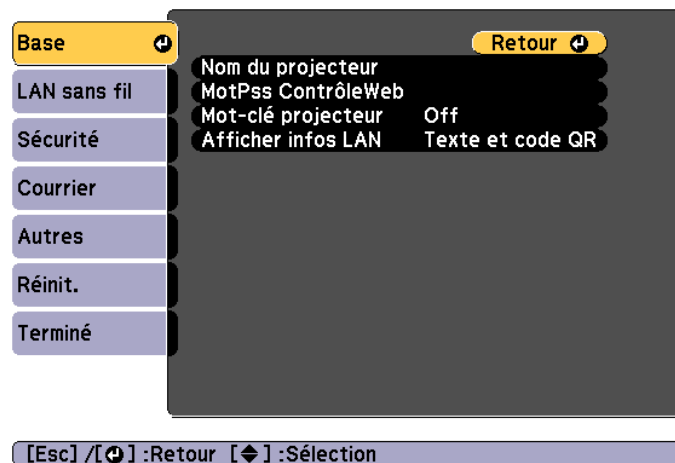 Base
LAN sans fil
Sécurité
Courrier
Autres
Réinit.
Terminé
Retour
Nom du projecteur
MotPss ContrôleWeb
Mot-clé projecteur Off
Afficher infos LAN Texte et code QR
[Esc] /[⏎] :Retour [◆] :Sélection